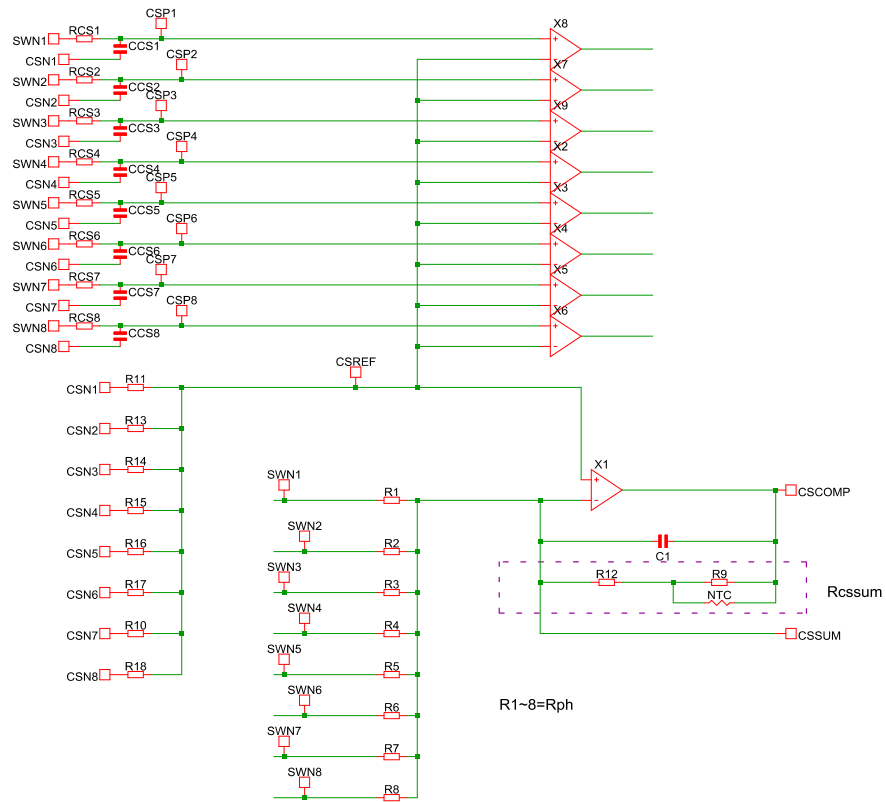 CSP1
X8
RCS1
SWN1
CCS1
CSN1
CSP2
X7
RCS2
SWN2
CCS2
CSN2
CSP3
X9
RCS3
SWN3
CCS3
CSN3
CSP4
X2
RCS4
SWN4
CCS4
CSN4
CSP5
X3
RCS5
SWN5
CCS5
CSN5
CSP6
X4
RCS6
SWN6
CCS6
CSN6
CSP7
X5
RCS7
SWN7
CCS7
CSN7
CSP8
X6
RCS8
SWN8
CCS8
CSN8
CSREF
CSN1 R11
CSN2 R13
CSN3 R14
CSN4 R15
CSN5 R16
CSN6 R17
CSN7 R10
CSN8 R18
SWN1 R1
SWN2 R2
SWN3 R3
SWN4 R4
SWN5 R5
SWN6 R6
SWN7 R7
SWN8 R8
X1
CSCOMP
C1
R12 R9
NTC
Rcssum
CSSUM
R1~8=Rph